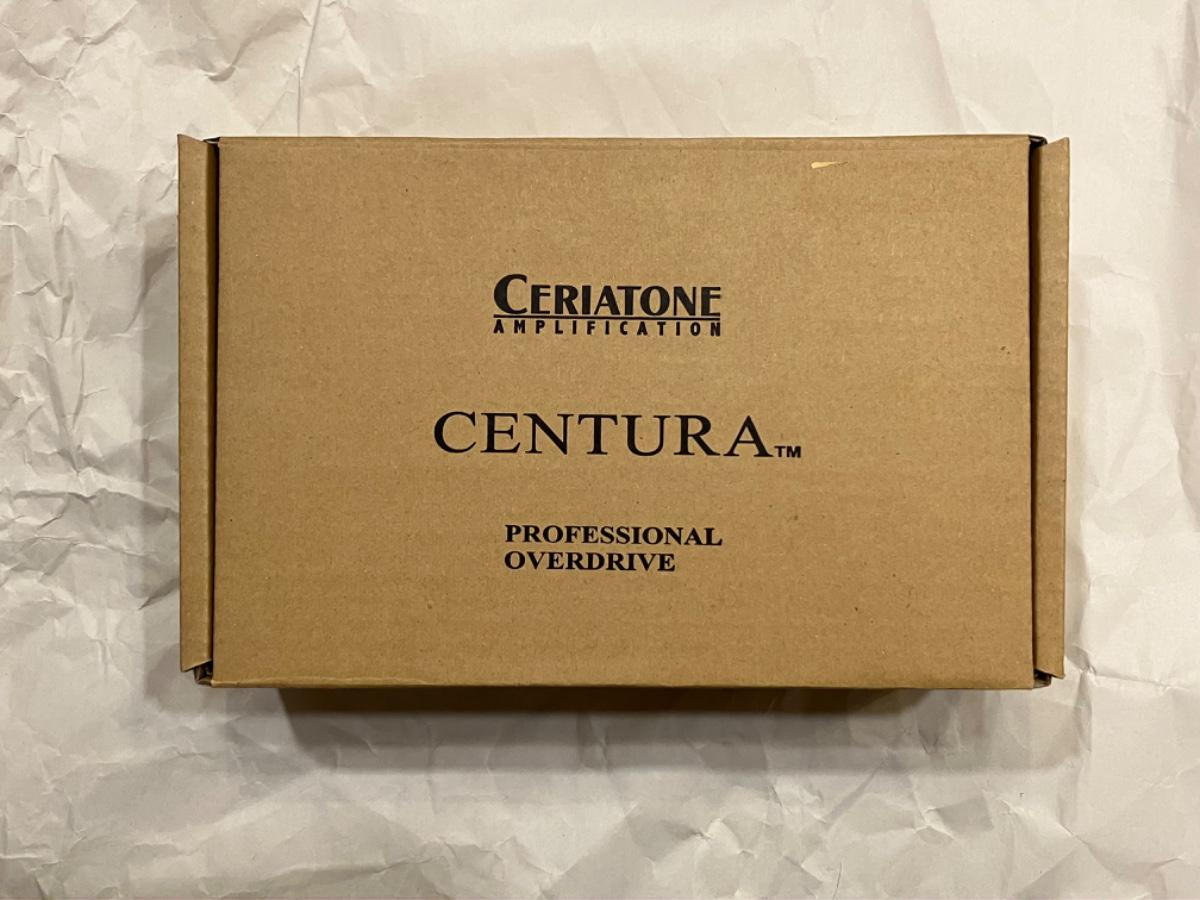 CERIATONE
AMPLIFICATION
CENTURA™
PROFESSIONAL
OVERDRIVE